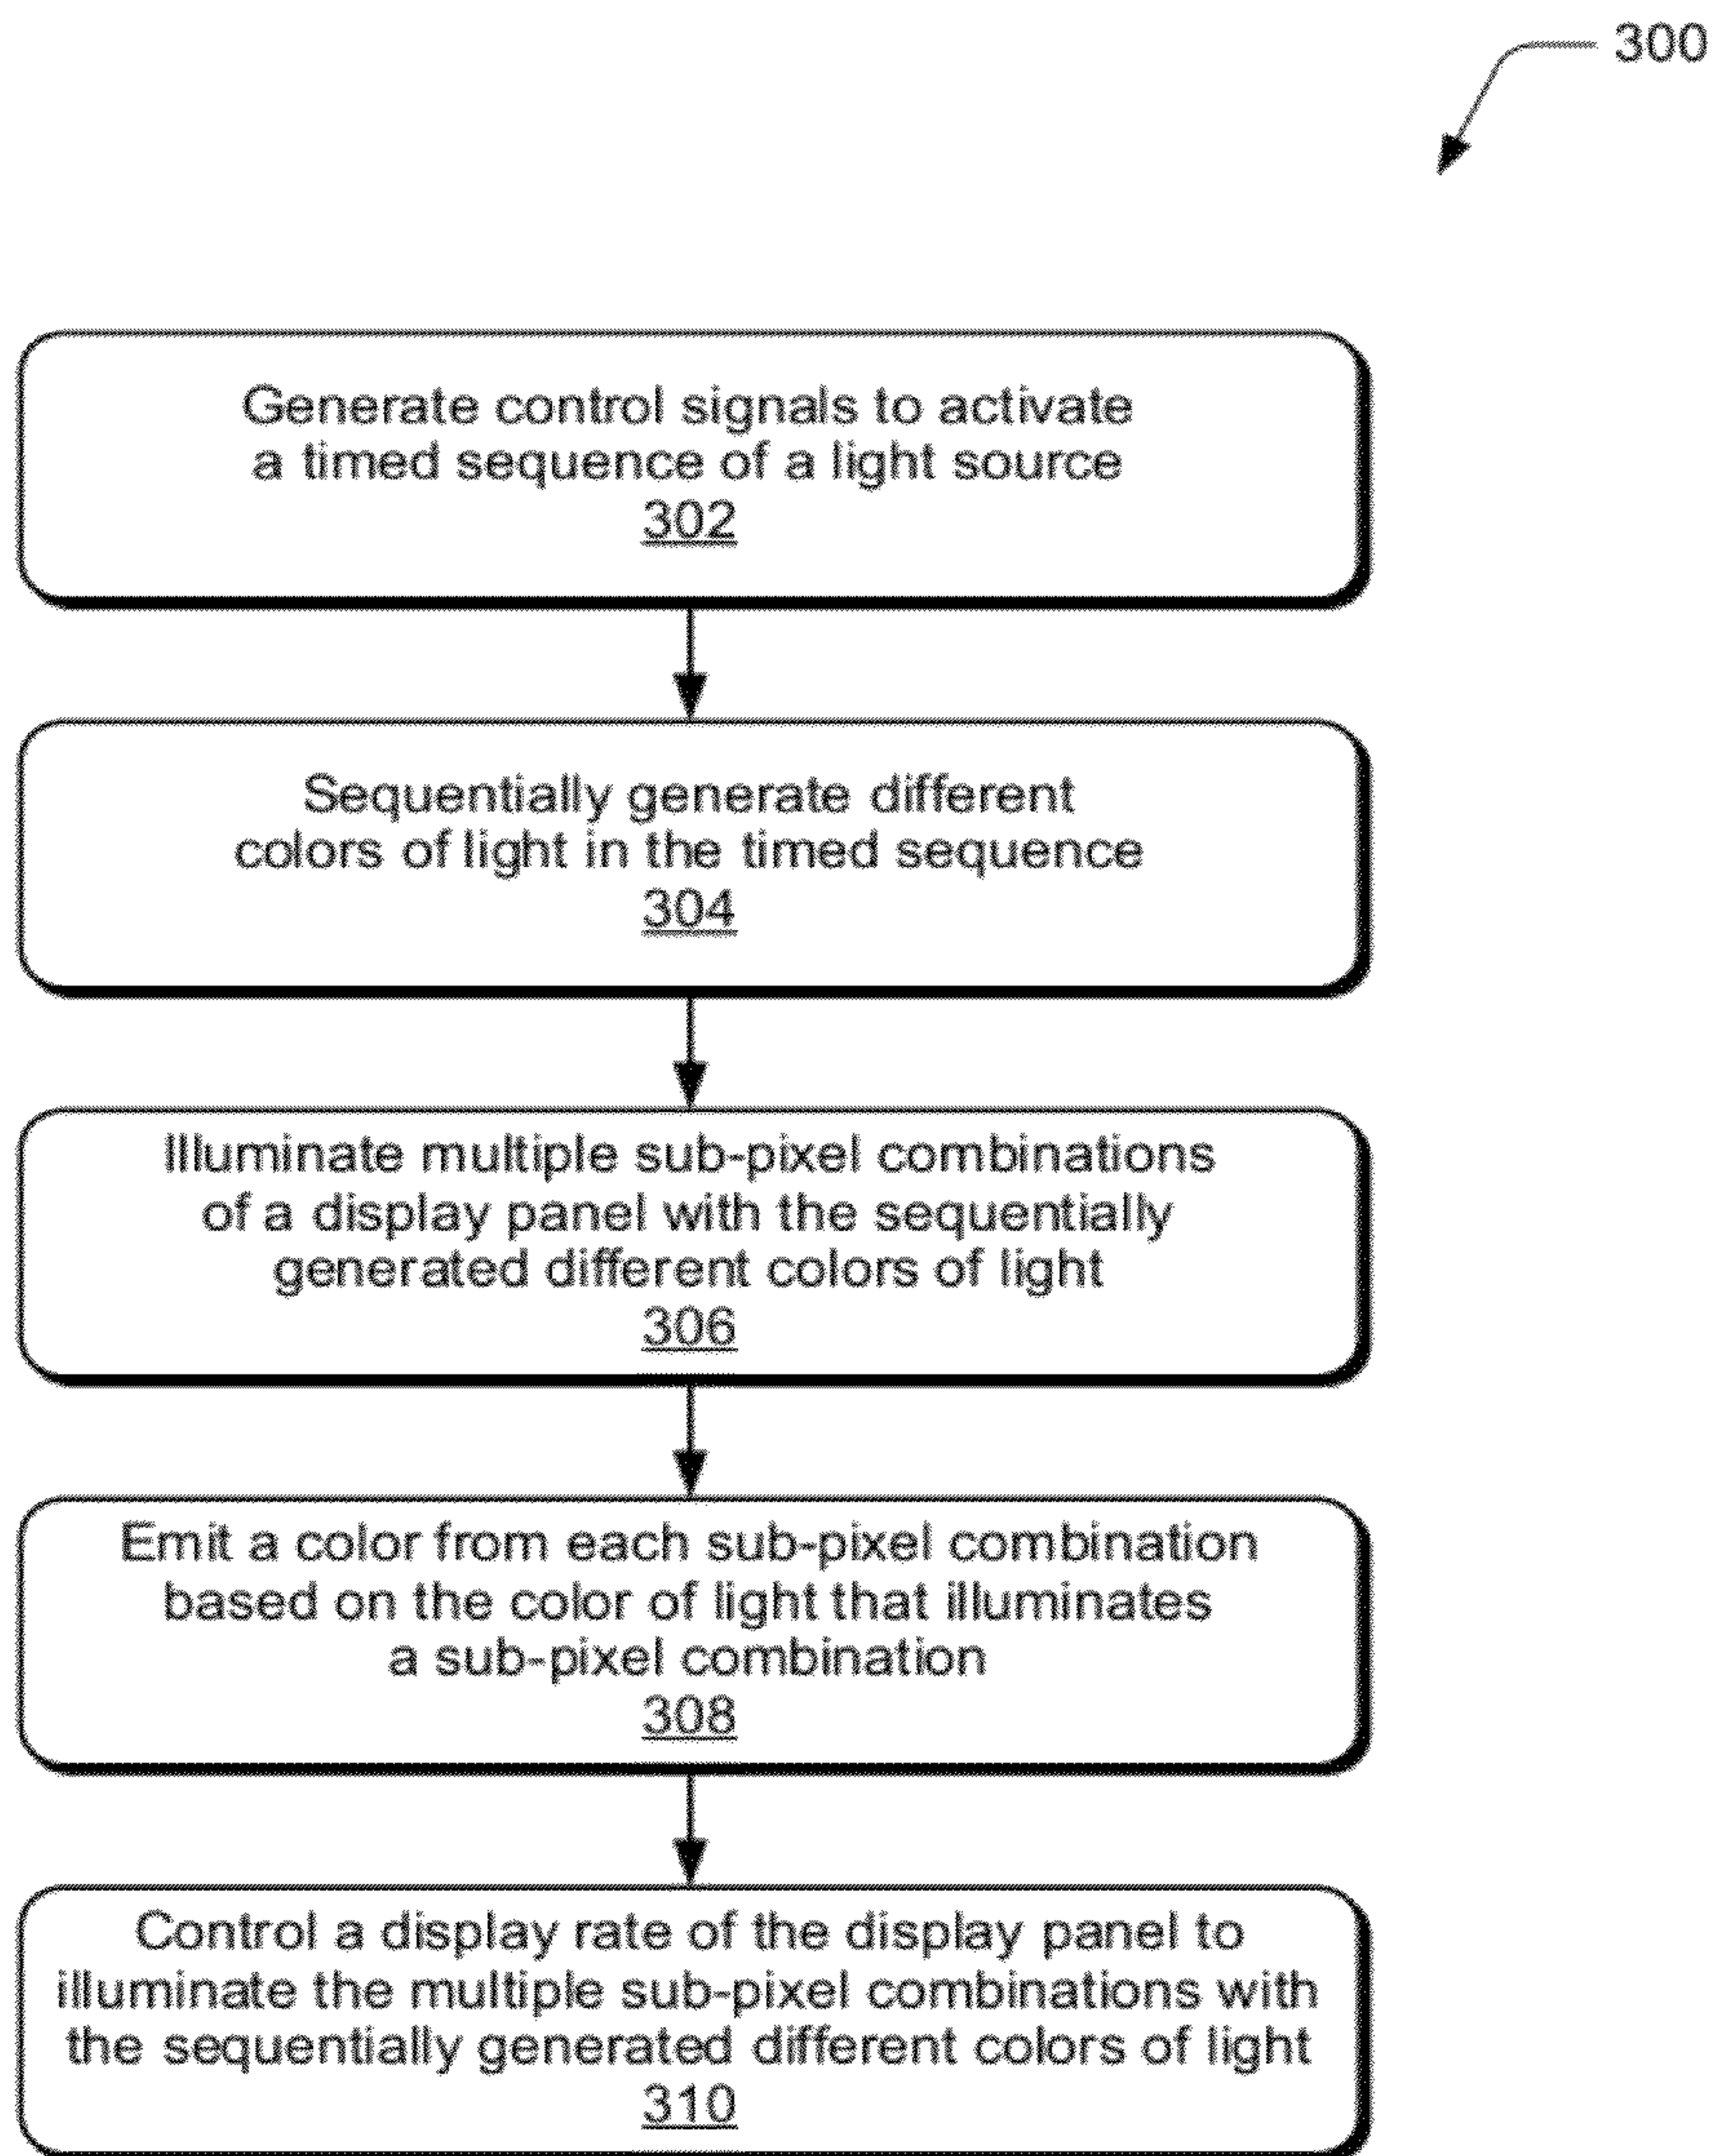 300
Generate control signals to activate
a timed sequence of a light source
302
Sequentially generate different
colors of light in the timed sequence
304
Illuminate multiple sub-pixel combinations
of a display panel with the sequentially
generated different colors of light
306
Emit a color from each sub-pixel combination
based on the color of light that illuminates
a sub-pixel combination
308
Control a display rate of the display panel to
illuminate the multiple sub-pixel combinations with
the sequentially generated different colors of light
310